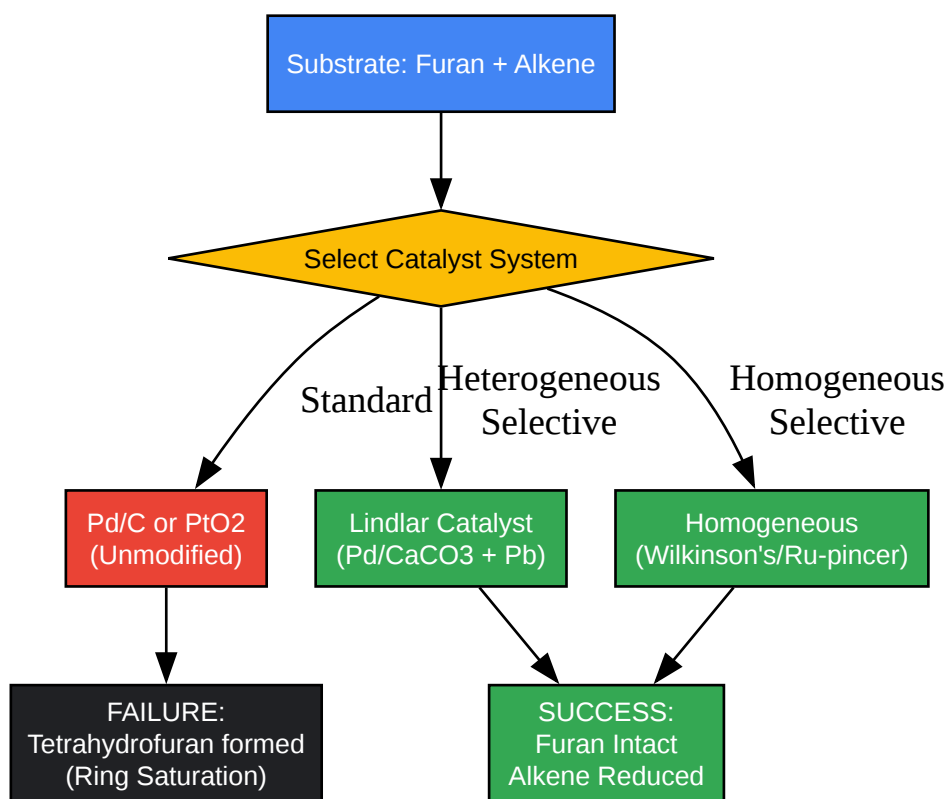 Substrate: Furan + Alkene
Select Catalyst System
Standard
Heterogeneous
Selective
Homogeneous
Selective
Pd/C or PtO2
(Unmodified)
Lindlar Catalyst
(Pd/CaCO3 + Pb)
Homogeneous
(Wilkinson's/Ru-pincer)
FAILURE:
Tetrahydrofuran formed
(Ring Saturation)
SUCCESS:
Furan Intact
Alkene Reduced